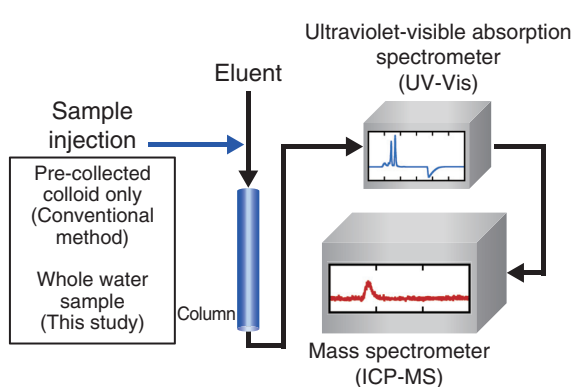 Ultraviolet-visible absorption
spectrometer
(UV-Vis)
Eluent
Sample
injection
Pre-collected
colloid only
(Conventional
method)
Whole water
sample
(This study)
Column
Mass spectrometer
(ICP-MS)